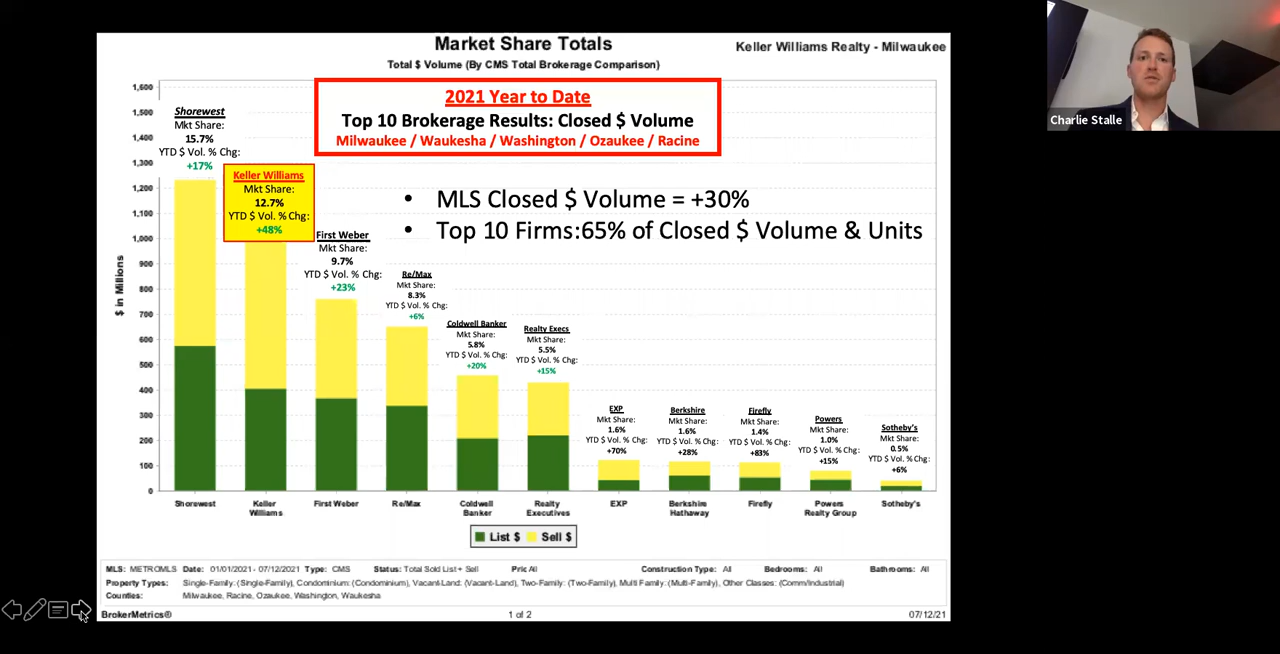 Market Share Totals
Keller Williams Realty - Milwaukee
Total $ Volume (By CMS Total Brokerage Comparison)
2021 Year to Date
Top 10 Brokerage Results: Closed $ Volume
Milwaukee / Waukesha / Washington / Ozaukee / Racine
• MLS Closed $ Volume = +30%
• Top 10 Firms:65% of Closed $ Volume & Units
$ in Millions
1,600
1,500
1,400
1,300
1,200
1,100
1,000
900
800
700
600
500
400
300
200
100
0
Shorewest
Mkt Share:
15.7%
YTD $ Vol. % Chg:
+17%
Keller Williams
Mkt Share:
12.7%
YTD $ Vol. % Chg:
+48%
First Weber
Mkt Share:
9.7%
YTD $ Vol. % Chg:
+23%
Re/Max
Mkt Share:
8.3%
YTD $ Vol. % Chg:
+6%
Coldwell Banker
Mkt Share:
5.8%
YTD $ Vol. % Chg:
+20%
Realty Execs
Mkt Share:
5.5%
YTD $ Vol. % Chg:
+15%
EXP
Mkt Share:
1.6%
YTD $ Vol. % Chg:
+70%
Berkshire
Mkt Share:
1.6%
YTD $ Vol. % Chg:
+28%
Firefly
Mkt Share:
1.4%
YTD $ Vol. % Chg:
+83%
Powers
Mkt Share:
1.0%
YTD $ Vol. % Chg:
+15%
Sotheby's
Mkt Share:
0.5%
YTD $ Vol. % Chg:
+6%
Shorewest
Keller
Williams
First Weber
Re/Max
Coldwell
Banker
Realty
Executives
EXP
Berkshire
Hathaway
Firefly
Powers
Realty Group
Sotheby's
List $ Sell $
MLS: METROMLS Date: 01/01/2021 - 07/12/2021 Type: CMS Status: Total Sold List + Sell Pric All Construction Type: All Bedrooms: All Bathrooms: All
Property Types: Single-Family: (Single-Family), Condominium: (Condominium), Vacant-Land: (Vacant-Land), Two-Family: (Two-Family), Multi Family: (Multi-Family), Other Classes: (Comm/Industrial)
Counties: Milwaukee, Racine, Ozaukee, Washington, Waukesha
BrokerMetrics® 1 of 2 07/12/21
Charlie Stalle